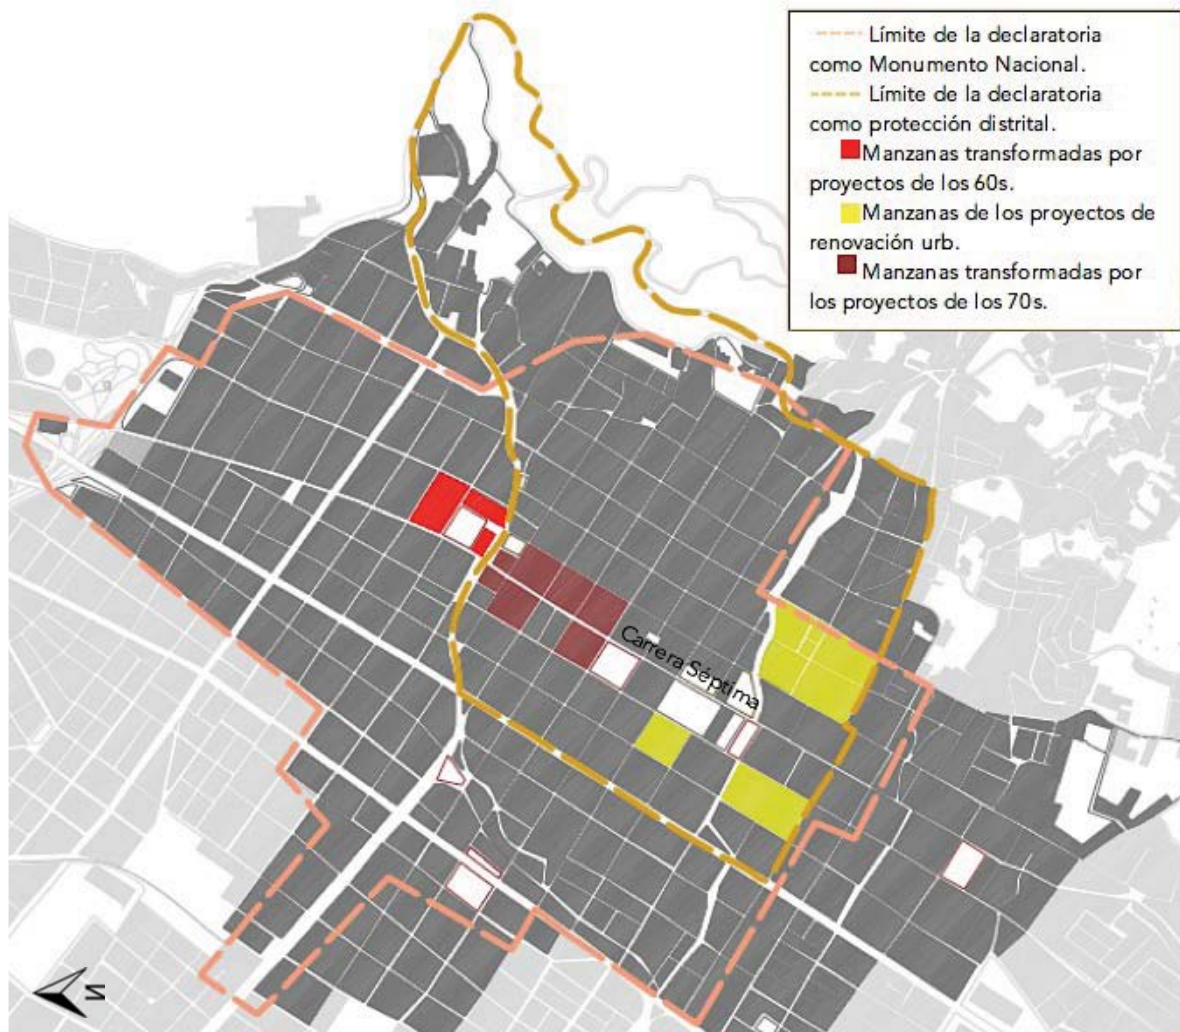 Límite de la declaratoria
como Monumento Nacional.
Límite de la declaratoria
como protección distrital.
Manzanas transformadas por
proyectos de los 60s.
Manzanas de los proyectos de
renovación urb.
Manzanas transformadas por
los proyectos de los 70s.
Carrera Séptima
N